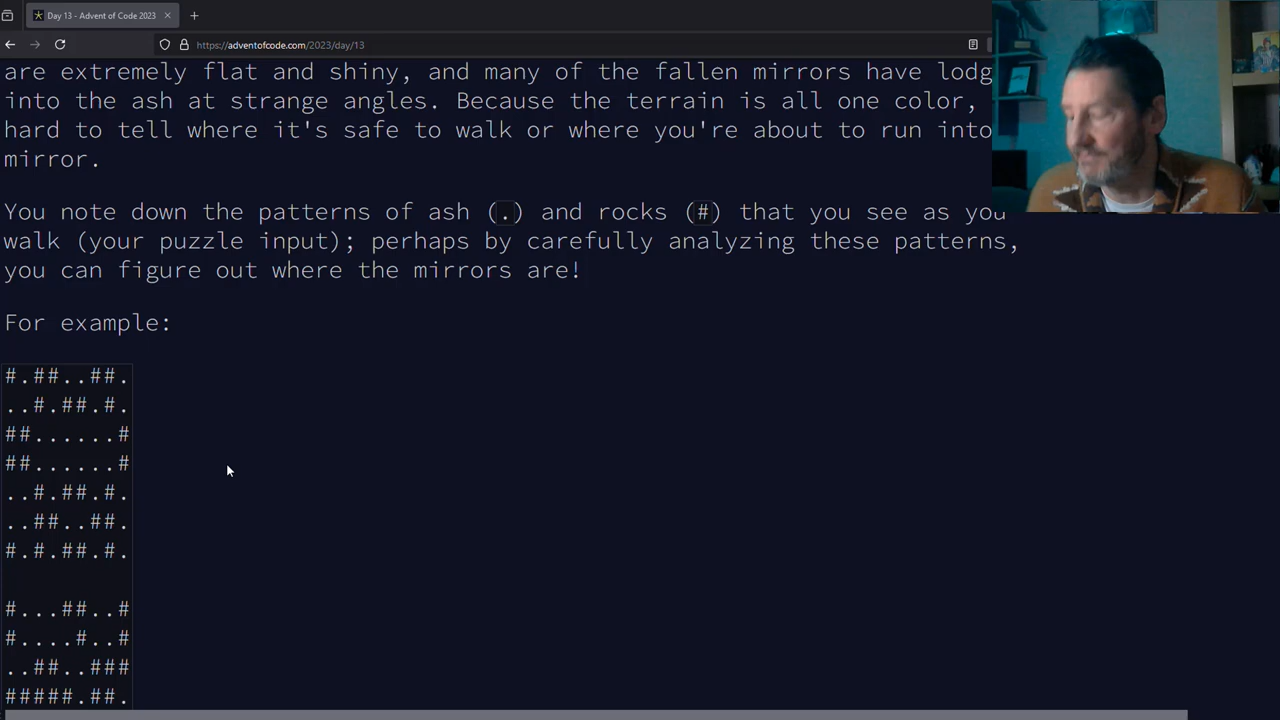 Day 13 - Advent of Code 2023
https://adventofcode.com/2023/day/13
are extremely flat and shiny, and many of the fallen mirrors have lodg
into the ash at strange angles. Because the terrain is all one color,
hard to tell where it's safe to walk or where you're about to run into
mirror.
You note down the patterns of ash (.) and rocks (#) that you see as you
walk (your puzzle input); perhaps by carefully analyzing these patterns,
you can figure out where the mirrors are!
For example:
#.##..##.
..#.##.#.
##......#
##......#
..#.##.#.
..##..##.
#.#.##.#.
#...##..#
#....#..#
..##..###
#####.##.